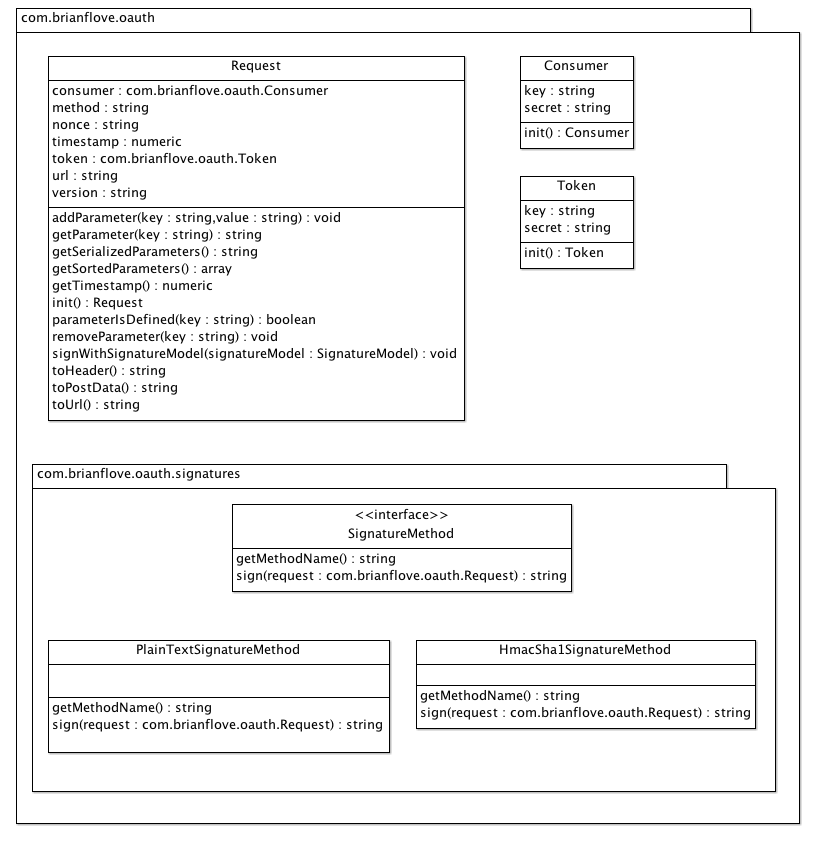 com.brianflove.oauth
Request
consumer : com.brianflove.oauth.Consumer
method : string
nonce : string
timestamp : numeric
token : com.brianflove.oauth.Token
url : string
version : string
addParameter(key : string,value : string) : void
getParameter(key : string) : string
getSerializedParameters() : string
getSortedParameters() : array
getTimestamp() : numeric
init() : Request
parameterIsDefined(key : string) : boolean
removeParameter(key : string) : void
signWithSignatureModel(signatureModel : SignatureModel) : void
toHeader() : string
toPostData() : string
toUrl() : string
Consumer
key : string
secret : string
init() : Consumer
Token
key : string
secret : string
init() : Token
com.brianflove.oauth.signatures
<<interface>>
SignatureMethod
getMethodName() : string
sign(request : com.brianflove.oauth.Request) : string
PlainTextSignatureMethod
getMethodName() : string
sign(request : com.brianflove.oauth.Request) : string
HmacSha1SignatureMethod
getMethodName() : string
sign(request : com.brianflove.oauth.Request) : string